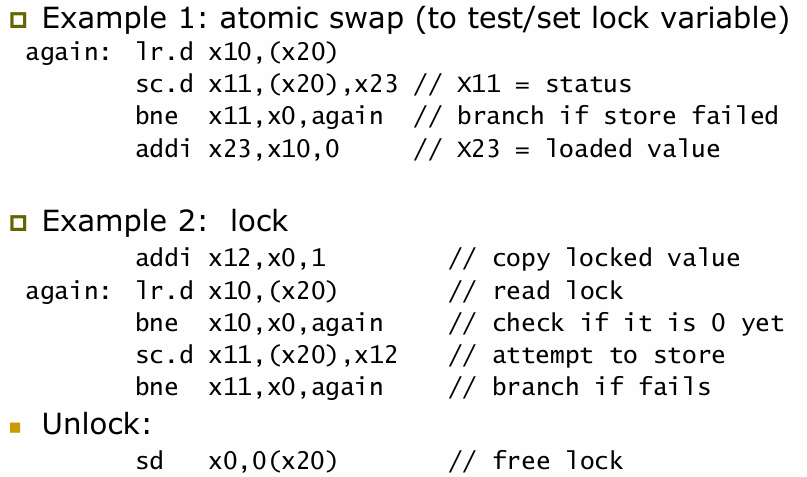 Example 1: atomic swap (to test/set lock variable)
again: lr.d x10,(x20)
sc.d x11,(x20),x23 // X11 = status
bne x11,x0,again // branch if store failed
addi x23,x10,0 // X23 = loaded value
Example 2: lock
addi x12,x0,1 // copy locked value
again: lr.d x10,(x20) // read lock
bne x10,x0,again // check if it is 0 yet
sc.d x11,(x20),x12 // attempt to store
bne x11,x0,again // branch if fails
Unlock:
sd x0,0(x20) // free lock